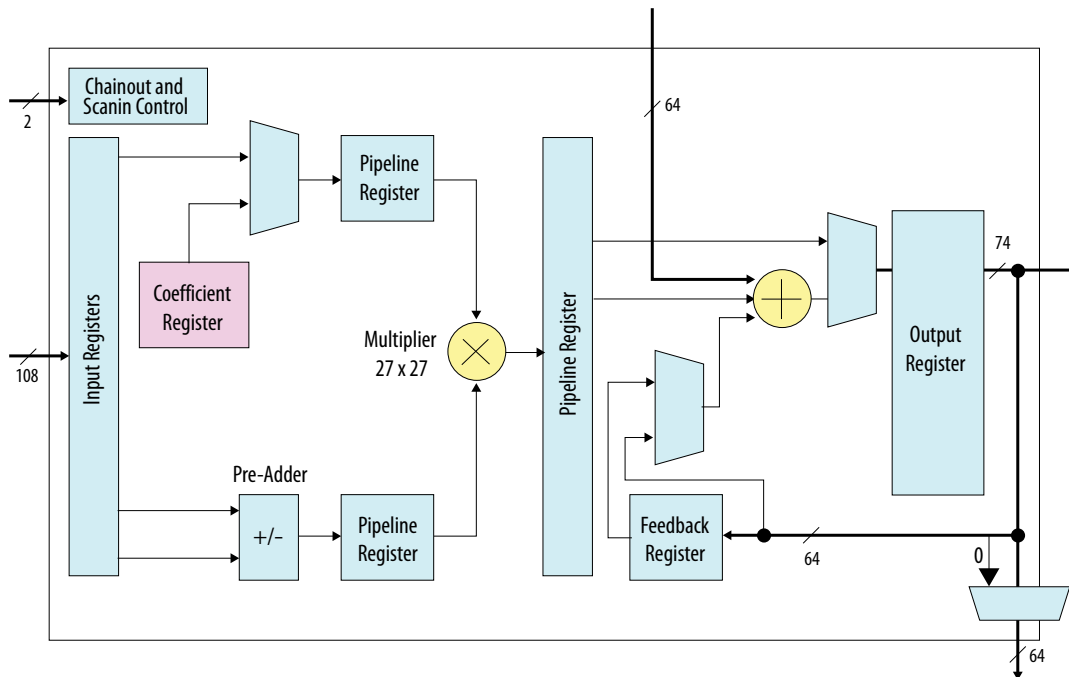 64
Chainout and
Scanin Control
2
Pipeline
Register
Coefficient
Register
Input Registers
108
Multiplier
27 x 27
Pipeline Register
74
Output
Register
Pre-Adder
+/-
Pipeline
Register
Feedback
Register
64
0
64